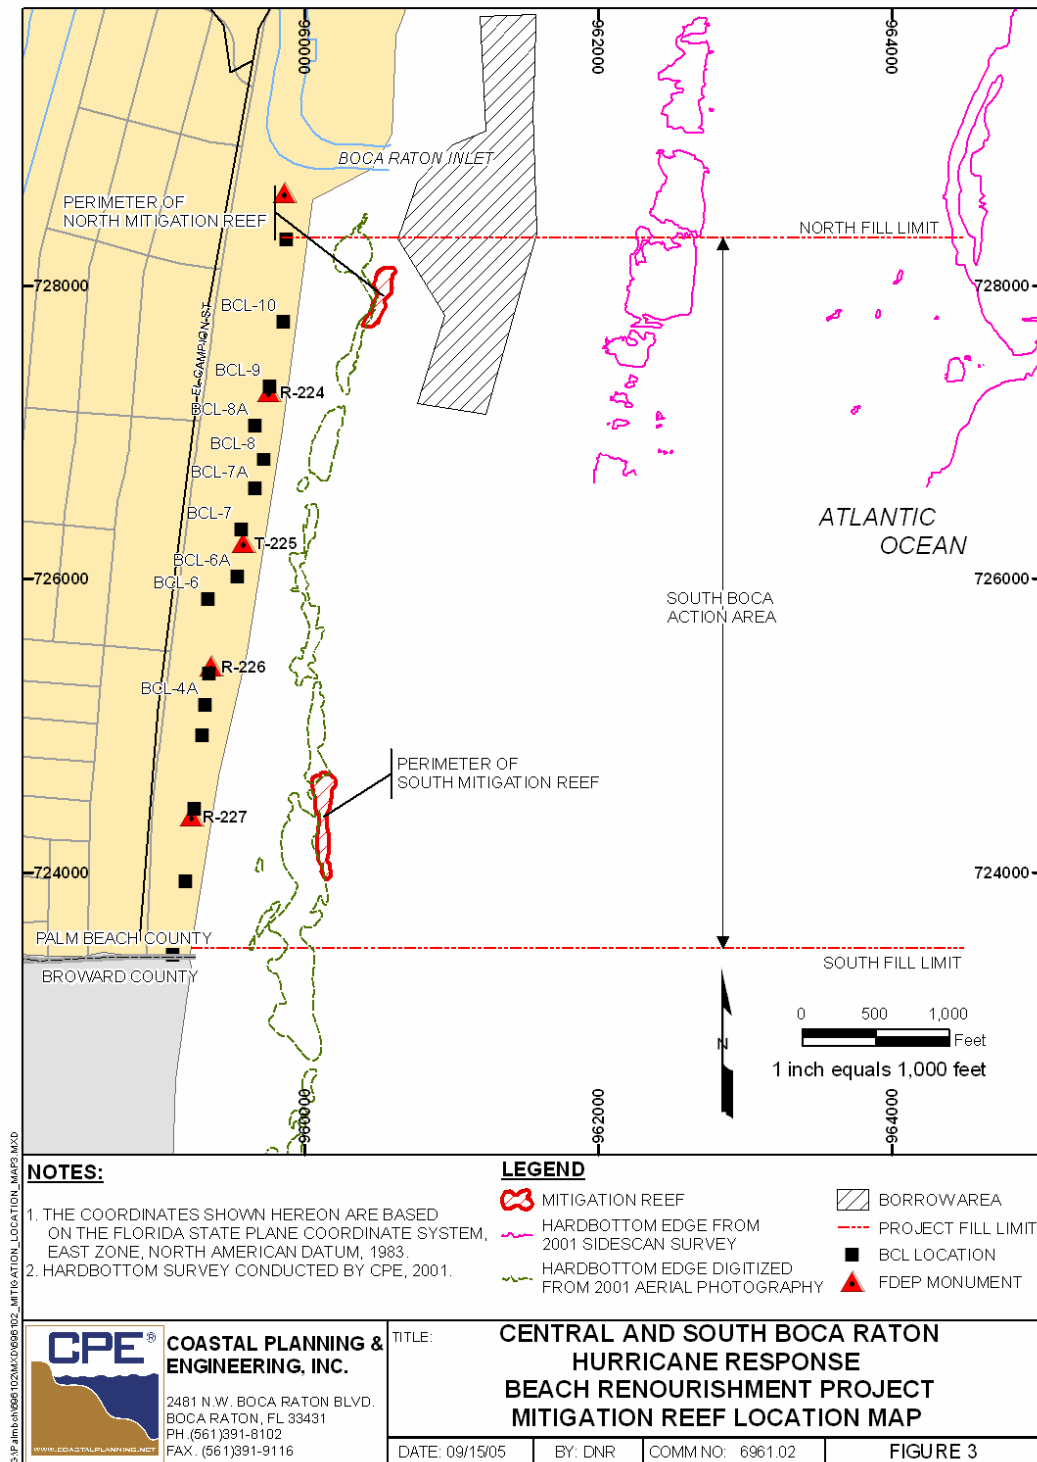 960000
962000
964000
BOCA RATON INLET
PERIMETER OF
NORTH MITIGATION REEF
NORTH FILL LIMIT
728000
728000
BCL-10
EL CAMPION ST
BCL-9
R-224
BCL-8A
BCL-8
BCL-7A
BCL-7
T-225
ATLANTIC
OCEAN
BCL-6A
726000
BCL-6
726000
SOUTH BOCA
ACTION AREA
R-226
BCL-4A
PERIMETER OF
SOUTH MITIGATION REEF
R-227
724000
724000
PALM BEACH COUNTY
BROWARD COUNTY
SOUTH FILL LIMIT
0 500 1,000
Feet
N
1 inch equals 1,000 feet
960000
962000
964000
NOTES:
1. THE COORDINATES SHOWN HEREON ARE BASED
ON THE FLORIDA STATE PLANE COORDINATE SYSTEM,
EAST ZONE, NORTH AMERICAN DATUM, 1983.
2. HARDBOTTOM SURVEY CONDUCTED BY CPE, 2001.
LEGEND
MITIGATION REEF
HARDBOTTOM EDGE FROM
2001 SIDESCAN SURVEY
HARDBOTTOM EDGE DIGITIZED
FROM 2001 AERIAL PHOTOGRAPHY
BORROW AREA
PROJECT FILL LIMIT
BCL LOCATION
FDEP MONUMENT
CPE®
WWW.COASTALPLANNING.NET
COASTAL PLANNING &
ENGINEERING, INC.
2481 N.W. BOCA RATON BLVD.
BOCA RATON, FL 33431
PH.(561)391-8102
FAX. (561)391-9116
TITLE:
CENTRAL AND SOUTH BOCA RATON
HURRICANE RESPONSE
BEACH RENOURISHMENT PROJECT
MITIGATION REEF LOCATION MAP
DATE: 09/15/05
BY: DNR
COMM NO: 6961.02
FIGURE 3